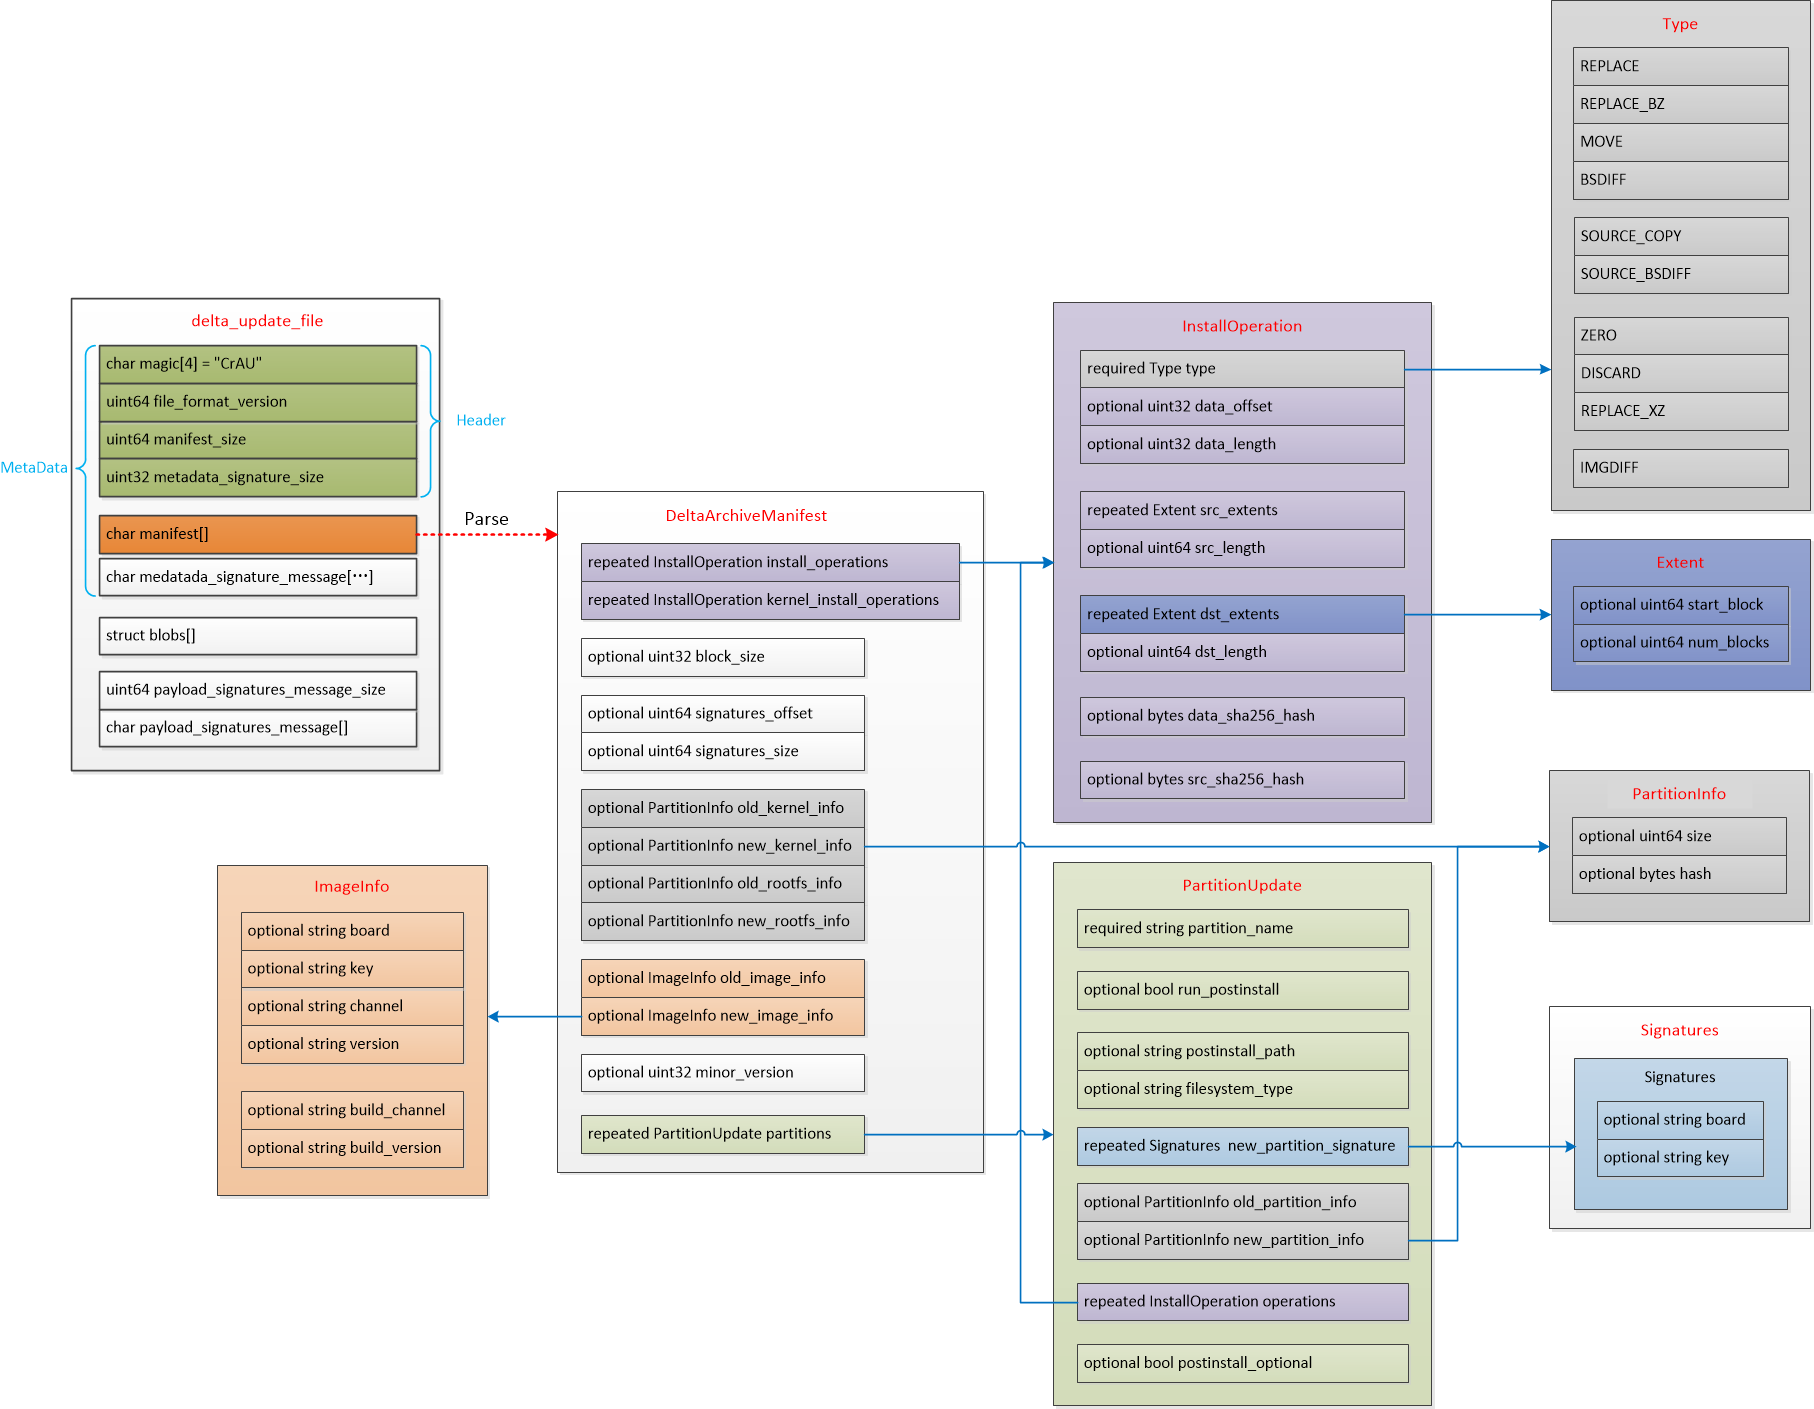 Type
REPLACE
REPLACE_BZ
MOVE
BSDIFF
SOURCE_COPY
SOURCE_BSDIFF
ZERO
DISCARD
REPLACE_XZ
IMGDIFF
delta_update_file
char magic[4] = "CrAU"
uint64 file_format_version
uint64 manifest_size
uint32 metadata_signature_size
Header
MetaData
char manifest[]
Parse
char medatada_signature_message[⋯]
struct blobs[]
uint64 payload_signatures_message_size
char payload_signatures_message[]
DeltaArchiveManifest
repeated InstallOperation install_operations
repeated InstallOperation kernel_install_operations
optional uint32 block_size
optional uint64 signatures_offset
optional uint64 signatures_size
optional PartitionInfo old_kernel_info
optional PartitionInfo new_kernel_info
optional PartitionInfo old_rootfs_info
optional PartitionInfo new_rootfs_info
optional ImageInfo old_image_info
optional ImageInfo new_image_info
optional uint32 minor_version
repeated PartitionUpdate partitions
InstallOperation
required Type type
optional uint32 data_offset
optional uint32 data_length
repeated Extent src_extents
optional uint64 src_length
repeated Extent dst_extents
optional uint64 dst_length
optional bytes data_sha256_hash
optional bytes src_sha256_hash
Extent
optional uint64 start_block
optional uint64 num_blocks
PartitionInfo
optional uint64 size
optional bytes hash
ImageInfo
optional string board
optional string key
optional string channel
optional string version
optional string build_channel
optional string build_version
PartitionUpdate
required string partition_name
optional bool run_postinstall
optional string postinstall_path
optional string filesystem_type
repeated Signatures  new_partition_signature
optional PartitionInfo old_partition_info
optional PartitionInfo new_partition_info
repeated InstallOperation operations
optional bool postinstall_optional
Signatures
Signatures
optional string board
optional string key